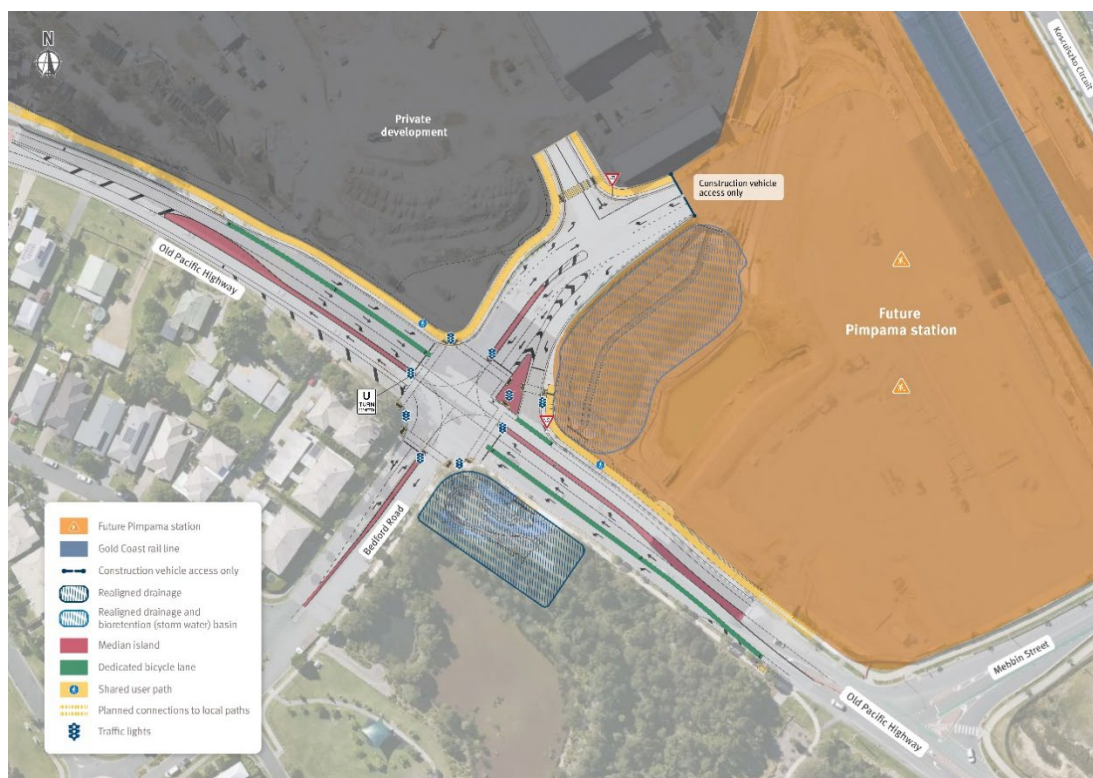 N
Private
development
Construction vehicle
access only
Kosciuszko Circuit
Old Pacific Highway
Future
Pimpama station
U
TURN
Bedford Road
Mebbin Street
Old Pacific Highway
Future Pimpama station
Gold Coast rail line
Construction vehicle access only
Realigned drainage
Realigned drainage and
bioretention (storm water) basin
Median island
Dedicated bicycle lane
Shared user path
Planned connections to local paths
Traffic lights